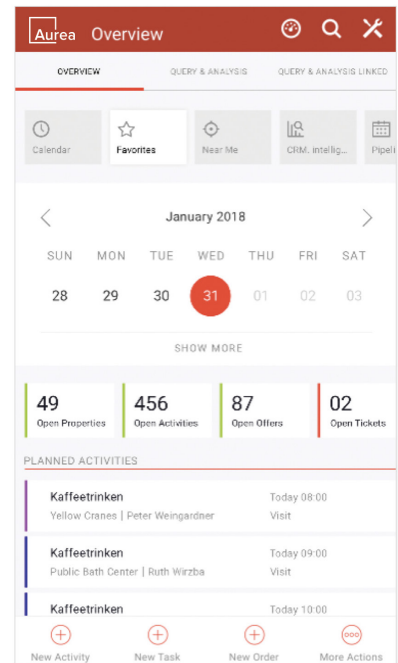 Aurea Overview
OVERVIEW QUERY & ANALYSIS QUERY & ANALYSIS LINKED
Calendar Favorites Near Me CRM. intellig... Pipeli
January 2018
SUN MON TUE WED THU FRI SAT
28 29 30 31 01 02 03
SHOW MORE
49 456 87 02
Open Properties Open Activities Open Offers Open Tickets
PLANNED ACTIVITIES
Kaffeetrinken Today 08:00
Yellow Cranes | Peter Weingardner Visit
Kaffeetrinken Today 09:00
Public Bath Center | Ruth Wirzba Visit
Kaffeetrinken Today 10:00
New Activity New Task New Order More Actions